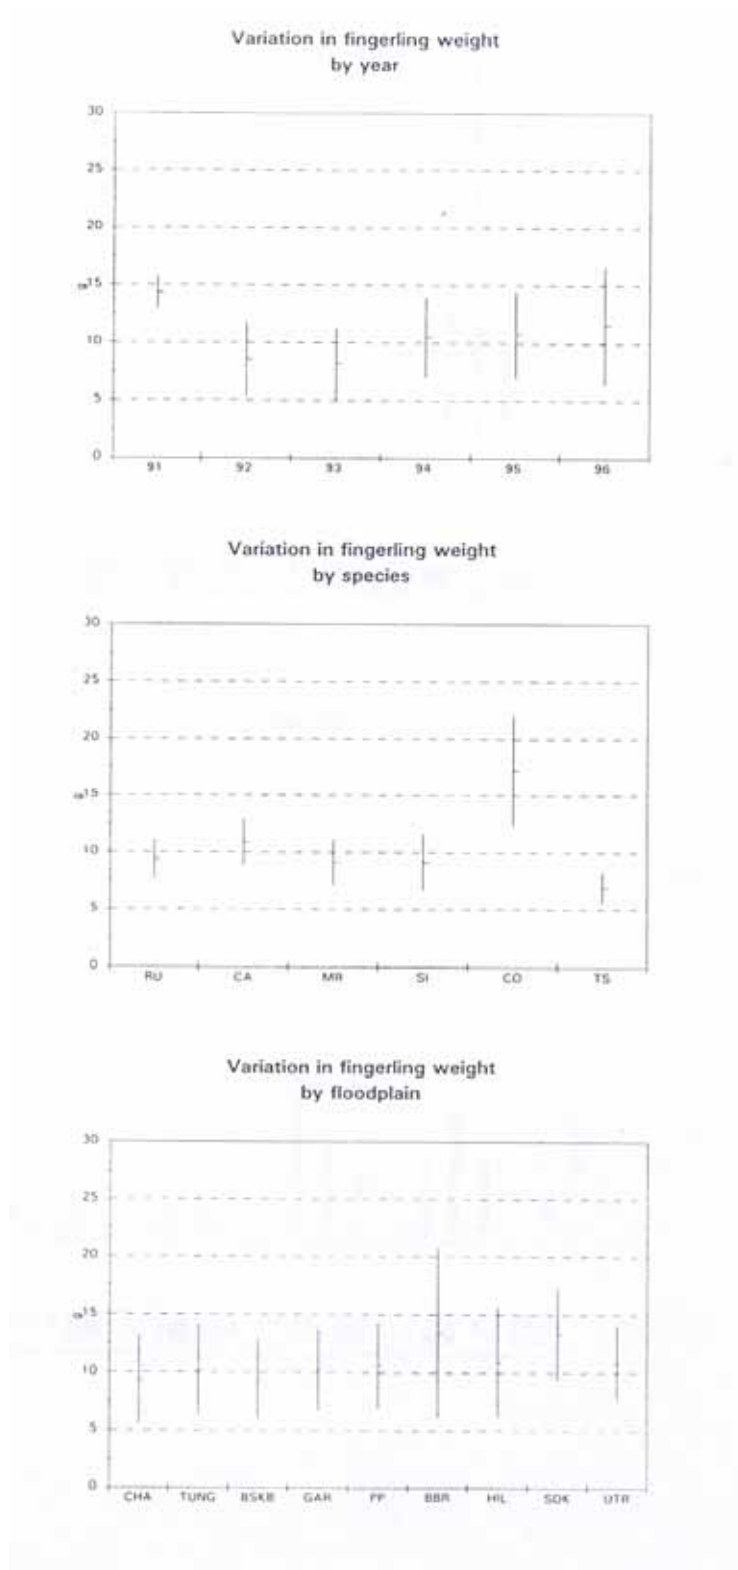 Variation in fingerling weight
by year
30
25
20
g 15
10
5
0
91 92 93 94 95 96
Variation in fingerling weight
by species
30
25
20
g 15
10
5
0
RU CA MR SI CO TS
Variation in fingerling weight
by floodplain
30
25
20
g 15
10
5
0
CHA TUNG BSKB GAR PP BBR HIL SOK UTR